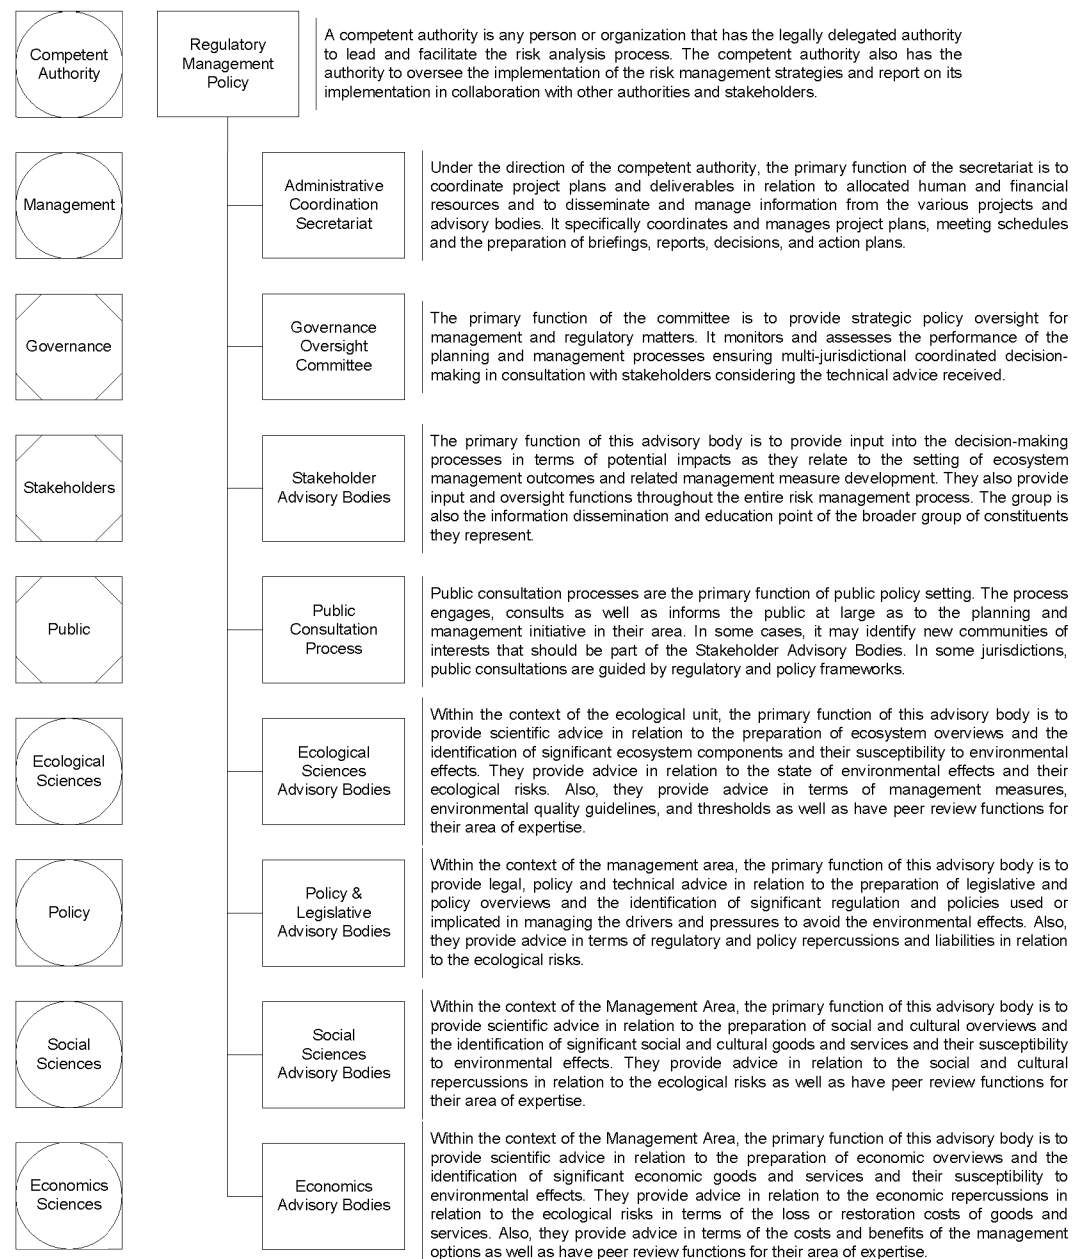 Competent
Authority
Regulatory
Management
Policy
A competent authority is any person or organization that has the legally delegated authority
to lead and facilitate the risk analysis process. The competent authority also has the
authority to oversee the implementation of the risk management strategies and report on its
implementation in collaboration with other authorities and stakeholders.
Management
Administrative
Coordination
Secretariat
Under the direction of the competent authority, the primary function of the secretariat is to
coordinate project plans and deliverables in relation to allocated human and financial
resources and to disseminate and manage information from the various projects and
advisory bodies. It specifically coordinates and manages project plans, meeting schedules
and the preparation of briefings, reports, decisions, and action plans.
Governance
Governance
Oversight
Committee
The primary function of the committee is to provide strategic policy oversight for
management and regulatory matters. It monitors and assesses the performance of the
planning and management processes ensuring multi-jurisdictional coordinated decision-
making in consultation with stakeholders considering the technical advice received.
Stakeholders
Stakeholder
Advisory Bodies
The primary function of this advisory body is to provide input into the decision-making
processes in terms of potential impacts as they relate to the setting of ecosystem
management outcomes and related management measure development. They also provide
input and oversight functions throughout the entire risk management process. The group is
also the information dissemination and education point of the broader group of constituents
they represent.
Public
Public
Consultation
Process
Public consultation processes are the primary function of public policy setting. The process
engages, consults as well as informs the public at large as to the planning and
management initiative in their area. In some cases, it may identify new communities of
interests that should be part of the Stakeholder Advisory Bodies. In some jurisdictions,
public consultations are guided by regulatory and policy frameworks.
Ecological
Sciences
Ecological
Sciences
Advisory Bodies
Within the context of the ecological unit, the primary function of this advisory body is to
provide scientific advice in relation to the preparation of ecosystem overviews and the
identification of significant ecosystem components and their susceptibility to environmental
effects. They provide advice in relation to the state of environmental effects and their
ecological risks. Also, they provide advice in terms of management measures,
environmental quality guidelines, and thresholds as well as have peer review functions for
their area of expertise.
Policy
Policy &
Legislative
Advisory Bodies
Within the context of the management area, the primary function of this advisory body is to
provide legal, policy and technical advice in relation to the preparation of legislative and
policy overviews and the identification of significant regulation and policies used or
implicated in managing the drivers and pressures to avoid the environmental effects. Also,
they provide advice in terms of regulatory and policy repercussions and liabilities in relation
to the ecological risks.
Social
Sciences
Social
Sciences
Advisory Bodies
Within the context of the Management Area, the primary function of this advisory body is to
provide scientific advice in relation to the preparation of social and cultural overviews and
the identification of significant social and cultural goods and services and their susceptibility
to environmental effects. They provide advice in relation to the social and cultural
repercussions in relation to the ecological risks as well as have peer review functions for
their area of expertise.
Economics
Sciences
Economics
Advisory Bodies
Within the context of the Management Area, the primary function of this advisory body is to
provide scientific advice in relation to the preparation of economic overviews and the
identification of significant economic goods and services and their susceptibility to
environmental effects. They provide advice in relation to the economic repercussions in
relation to the ecological risks in terms of the loss or restoration costs of goods and
services. Also, they provide advice in terms of the costs and benefits of the management
options as well as have peer review functions for their area of expertise.